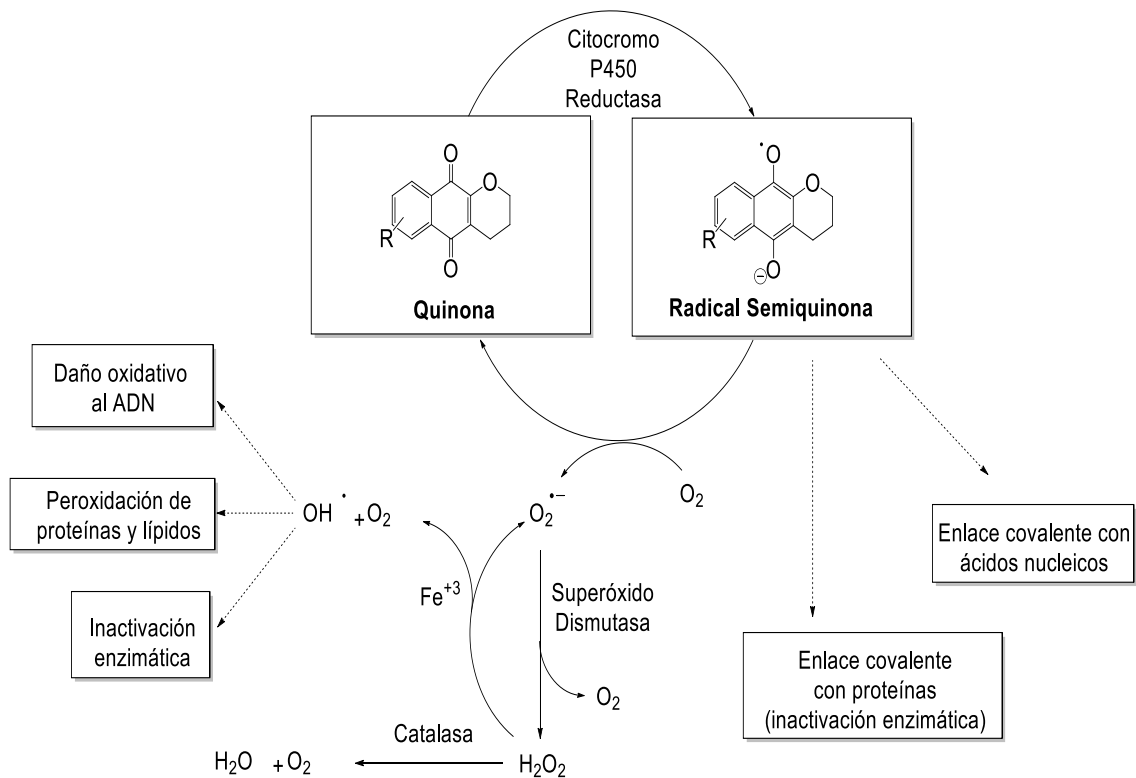 Citocromo
P450
Reductasa
O
O
R
O
Quinona
•O
O
R
⊖O
Radical Semiquinona
Daño oxidativo
al ADN
Peroxidación de
proteínas y lípidos
Inactivación
enzimática
OH• + O₂
O₂•−
O₂
Fe⁺³
Superóxido
Dismutasa
O₂
Catalasa
H₂O + O₂
H₂O₂
Enlace covalente con
ácidos nucleicos
Enlace covalente
con proteínas
(inactivación enzimática)